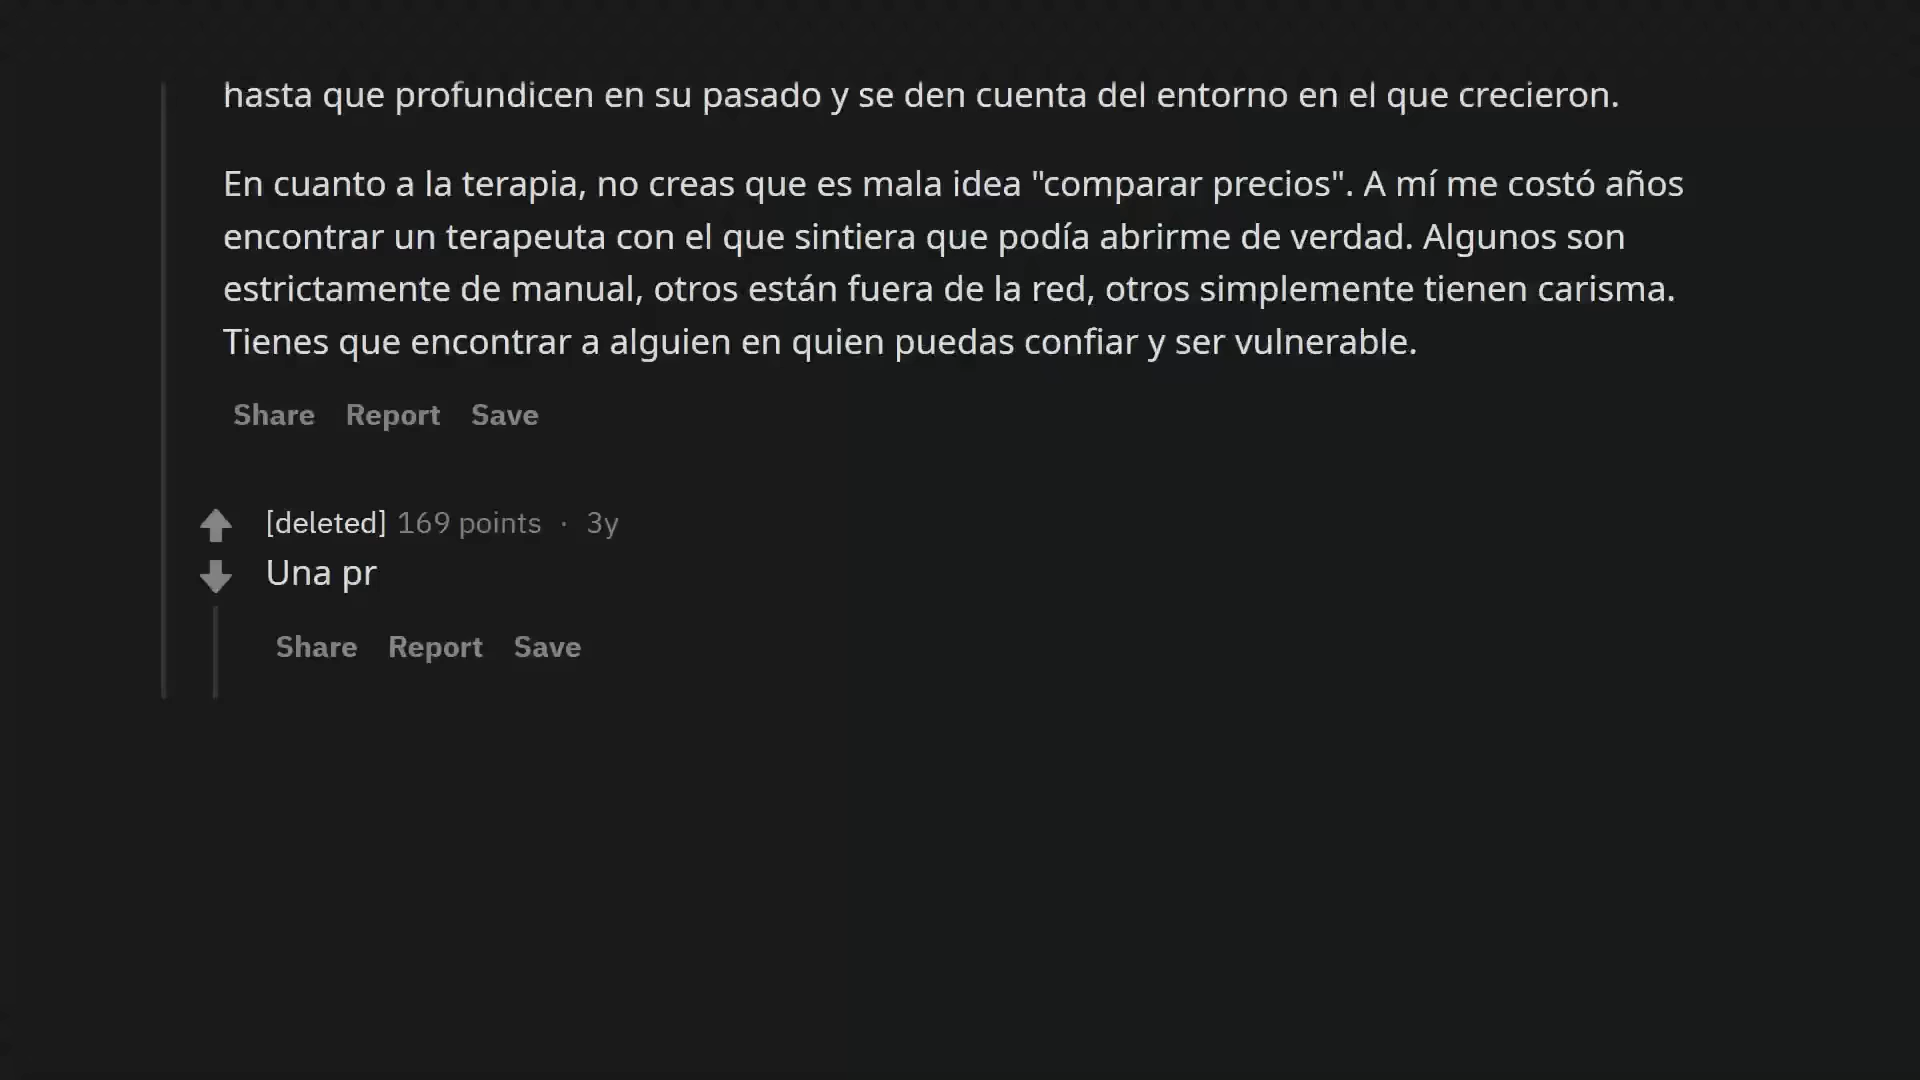 hasta que profundicen en su pasado y se den cuenta del entorno en el que crecieron.
En cuanto a la terapia, no creas que es mala idea "comparar precios". A mí me costó años
encontrar un terapeuta con el que sintiera que podía abrirme de verdad. Algunos son
estrictamente de manual, otros están fuera de la red, otros simplemente tienen carisma.
Tienes que encontrar a alguien en quien puedas confiar y ser vulnerable.
Share Report Save
[deleted] 169 points · 3y
Una pr
Share Report Save